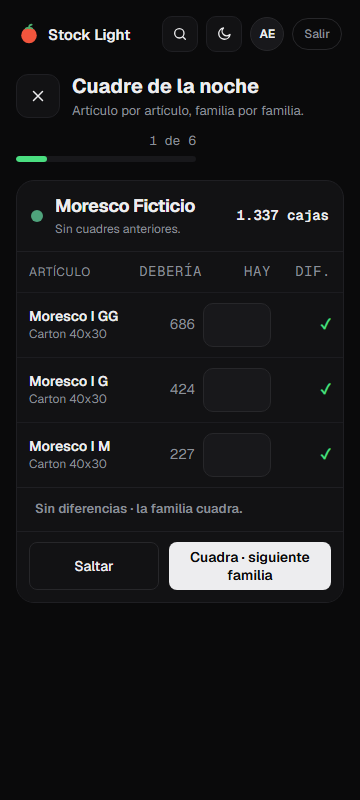 Stock Light
AE
Salir
Cuadre de la noche
Artículo por artículo, familia por familia.
1 de 6
Moresco Ficticio
Sin cuadres anteriores.
1.337 cajas
ARTÍCULO DEBERÍA HAY DIF.
Moresco I GG
Carton 40x30
686 ✓
Moresco I G
Carton 40x30
424 ✓
Moresco I M
Carton 40x30
227 ✓
Sin diferencias · la familia cuadra.
Saltar
Cuadra · siguiente
familia